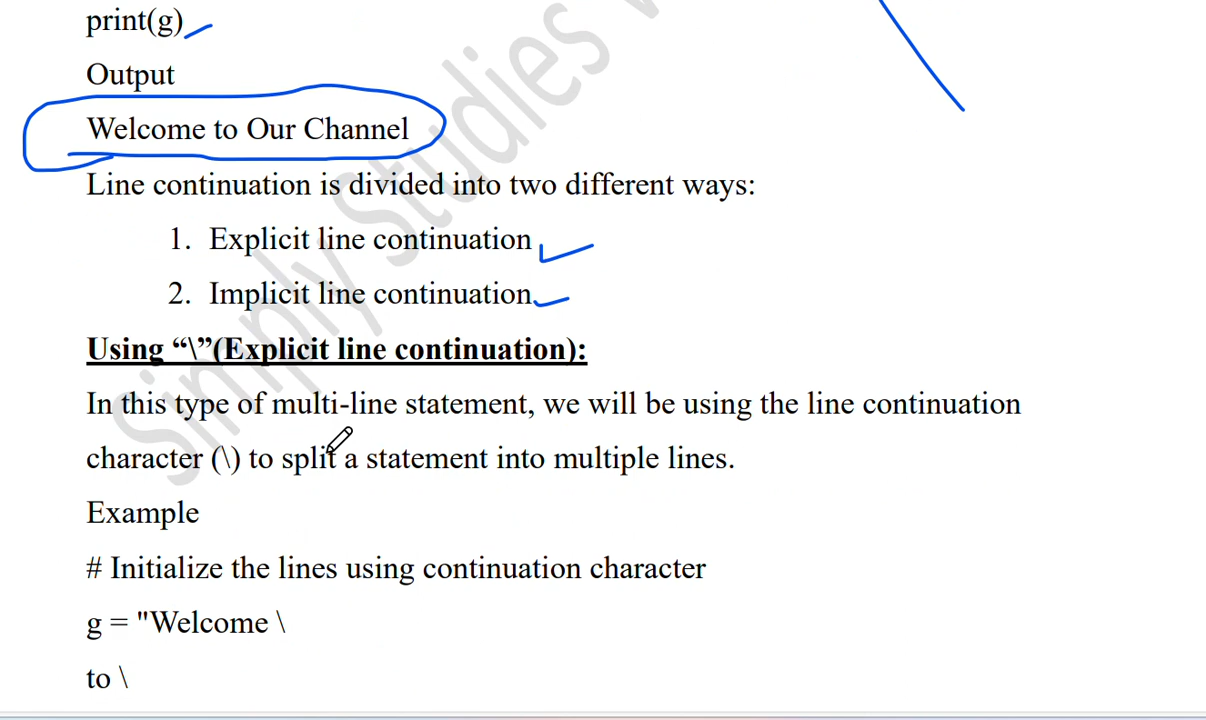 print(g)
Output
Welcome to Our Channel
Line continuation is divided into two different ways:
1. Explicit line continuation
2. Implicit line continuation
Using “\”(Explicit line continuation):
In this type of multi-line statement, we will be using the line continuation
character (\) to split a statement into multiple lines.
Example
# Initialize the lines using continuation character
g = "Welcome \
to \
Simply Studies